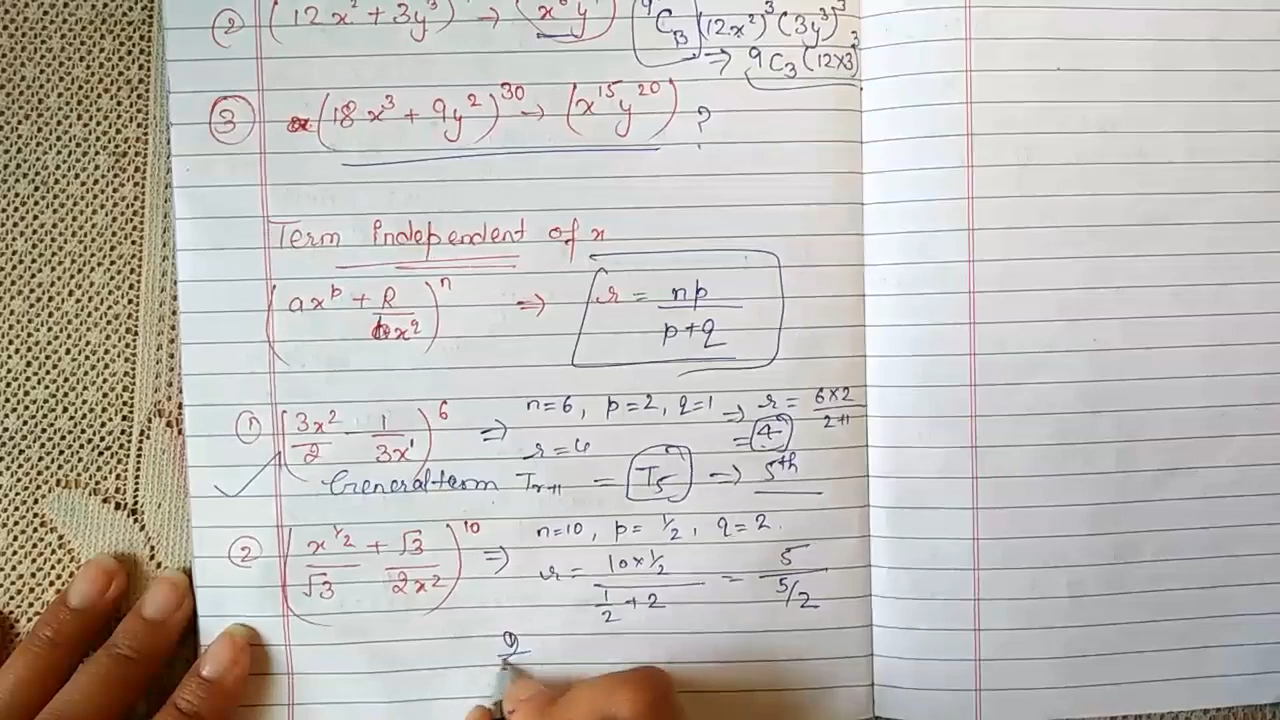 ② (12x² + 3y³) → (x⁶y⁹) ⁹C₃ (12x²)³ (3y³)³
⇒ 9C₃ (12×3)³
③ (18x³ + 9y²)³⁰ → (x¹⁵y²⁰) ?
Term independent of x
(ax^p + R/bx^q)^n ⇒ r = np/(p+q)
① (3x²/2 - 1/3x¹)⁶ ⇒ n=6, p=2, q=1 → r = 6×2/2+1
r=4 = 4
General term T_{r+1} = T₅ → 5th
② (x^{1/2}/√3 + √3/2x²)¹⁰ ⇒ n=10, p=1/2, q=2.
r = (10×1/2)/(1/2+2) = 5/(5/2)